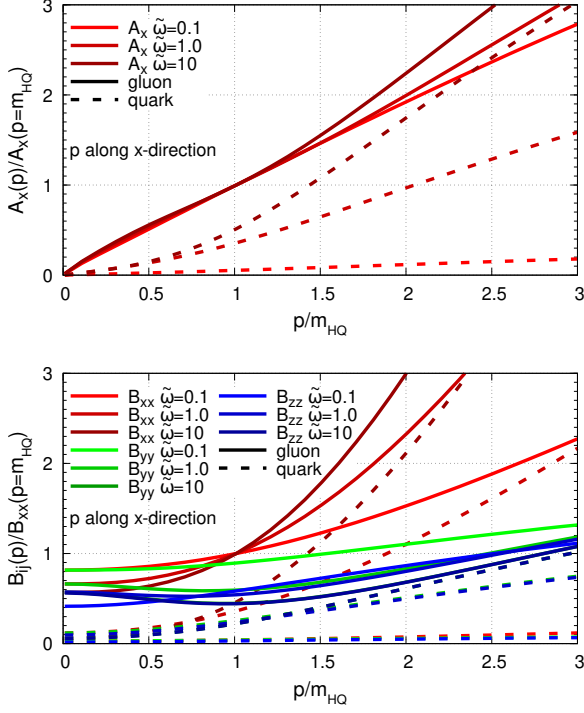 A_x(p)/A_x(p=m_HQ)
3
2
1
0
A_x ω̃=0.1
A_x ω̃=1.0
A_x ω̃=10
gluon
quark
p along x-direction
0 0.5 1 1.5 2 2.5 3
p/m_HQ
B_ij(p)/B_xx(p=m_HQ)
3
2
1
0
B_xx ω̃=0.1 B_zz ω̃=0.1
B_xx ω̃=1.0 B_zz ω̃=1.0
B_xx ω̃=10 B_zz ω̃=10
B_yy ω̃=0.1 gluon
B_yy ω̃=1.0 quark
B_yy ω̃=10
p along x-direction
0 0.5 1 1.5 2 2.5 3
p/m_HQ